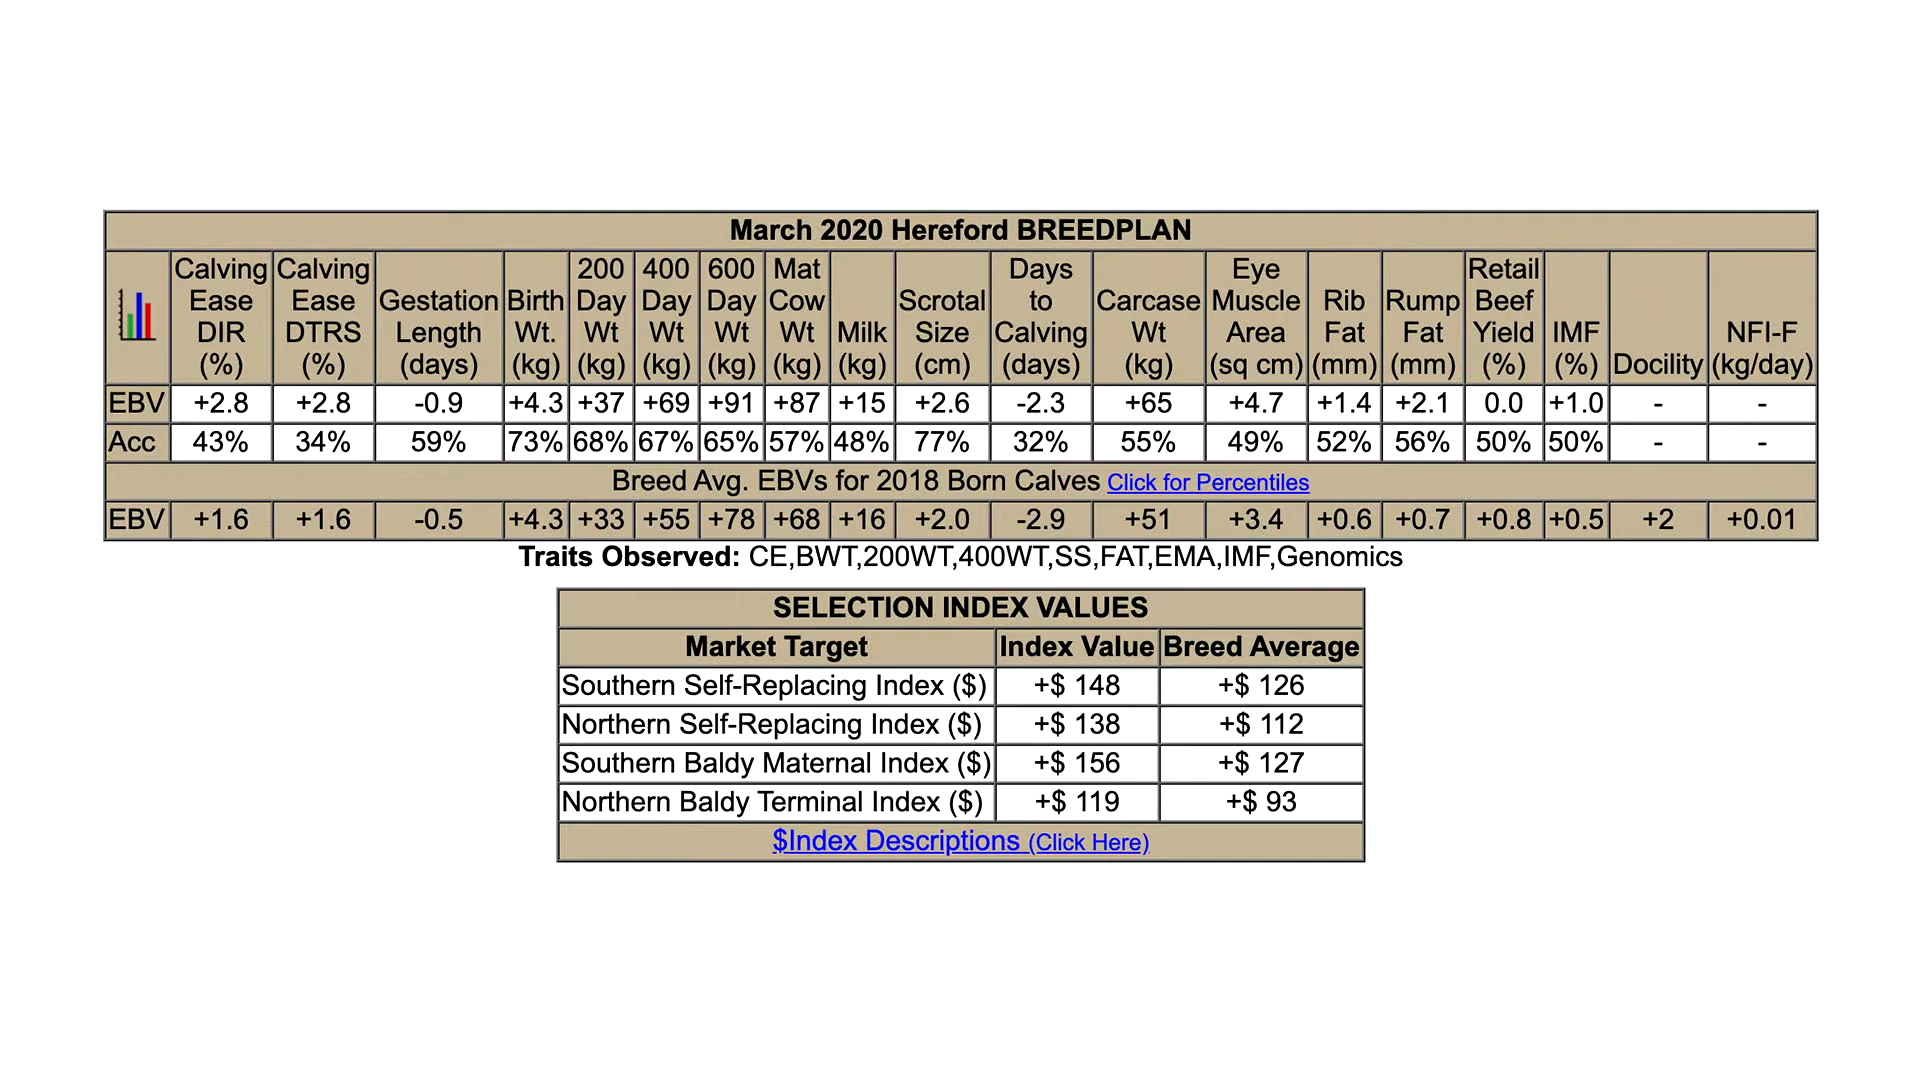 March 2020 Hereford BREEDPLAN
Calving Ease DIR (%) Calving Ease DTRS (%) Gestation Length (days) Birth Wt. (kg) 200 Day Wt (kg) 400 Day Wt (kg) 600 Day Wt (kg) Mat Cow Wt (kg) Milk (kg) Scrotal Size (cm) Days to Calving (days) Carcase Wt (kg) Eye Muscle Area (sq cm) Rib Fat (mm) Rump Fat (mm) Retail Beef Yield (%) IMF (%) Docility NFI-F (kg/day)
EBV +2.8 +2.8 -0.9 +4.3 +37 +69 +91 +87 +15 +2.6 -2.3 +65 +4.7 +1.4 +2.1 0.0 +1.0 - -
Acc 43% 34% 59% 73% 68% 67% 65% 57% 48% 77% 32% 55% 49% 52% 56% 50% 50% - -
Breed Avg. EBVs for 2018 Born Calves Click for Percentiles
EBV +1.6 +1.6 -0.5 +4.3 +33 +55 +78 +68 +16 +2.0 -2.9 +51 +3.4 +0.6 +0.7 +0.8 +0.5 +2 +0.01
Traits Observed: CE,BWT,200WT,400WT,SS,FAT,EMA,IMF,Genomics
SELECTION INDEX VALUES
Market Target Index Value Breed Average
Southern Self-Replacing Index ($) +$ 148 +$ 126
Northern Self-Replacing Index ($) +$ 138 +$ 112
Southern Baldy Maternal Index ($) +$ 156 +$ 127
Northern Baldy Terminal Index ($) +$ 119 +$ 93
$Index Descriptions (Click Here)